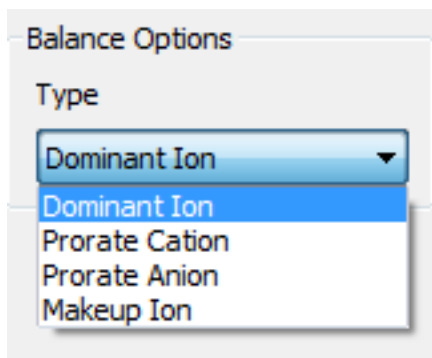 Balance Options
Type
Dominant Ion
Dominant Ion
Prorate Cation
Prorate Anion
Makeup Ion